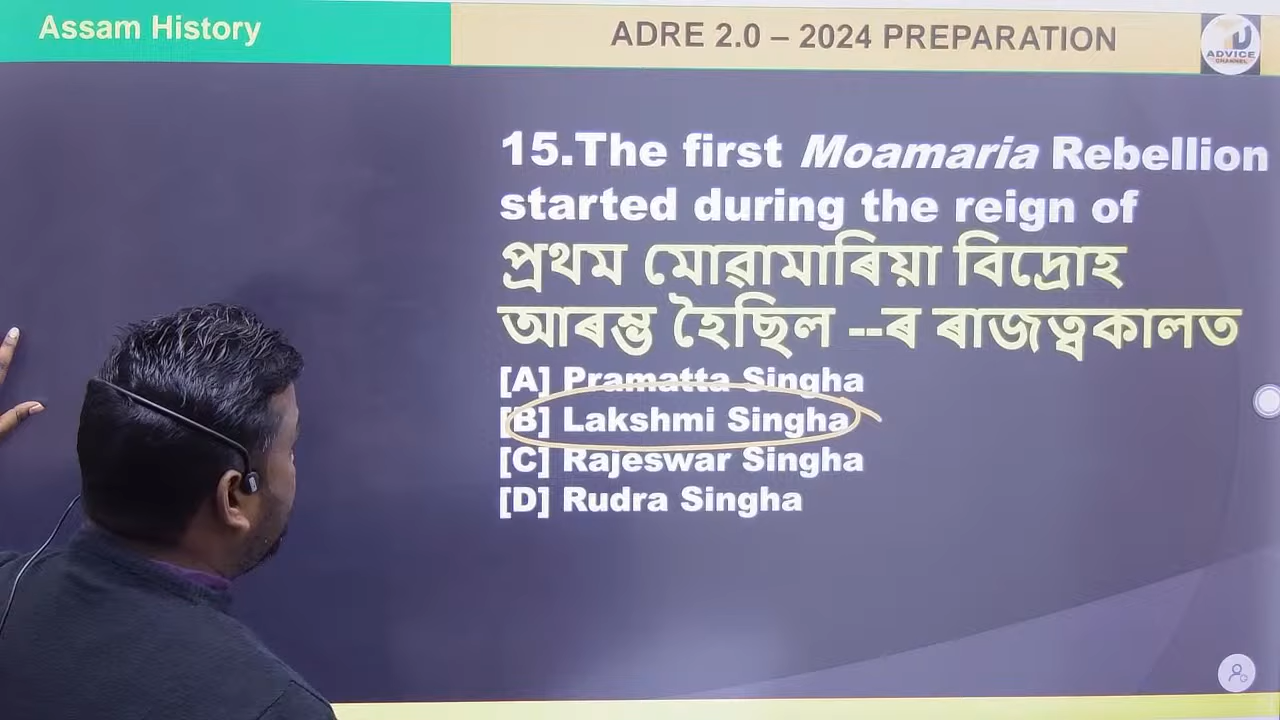 Assam History
ADRE 2.0 – 2024 PREPARATION
ADVICE
CHANNEL
15.The first Moamaria Rebellion
started during the reign of
প্ৰথম মোৱামাৰিয়া বিদ্ৰোহ
আৰম্ভ হৈছিল --ৰ ৰাজত্বকালত
[A] Pramatta Singha
[B] Lakshmi Singha
[C] Rajeswar Singha
[D] Rudra Singha